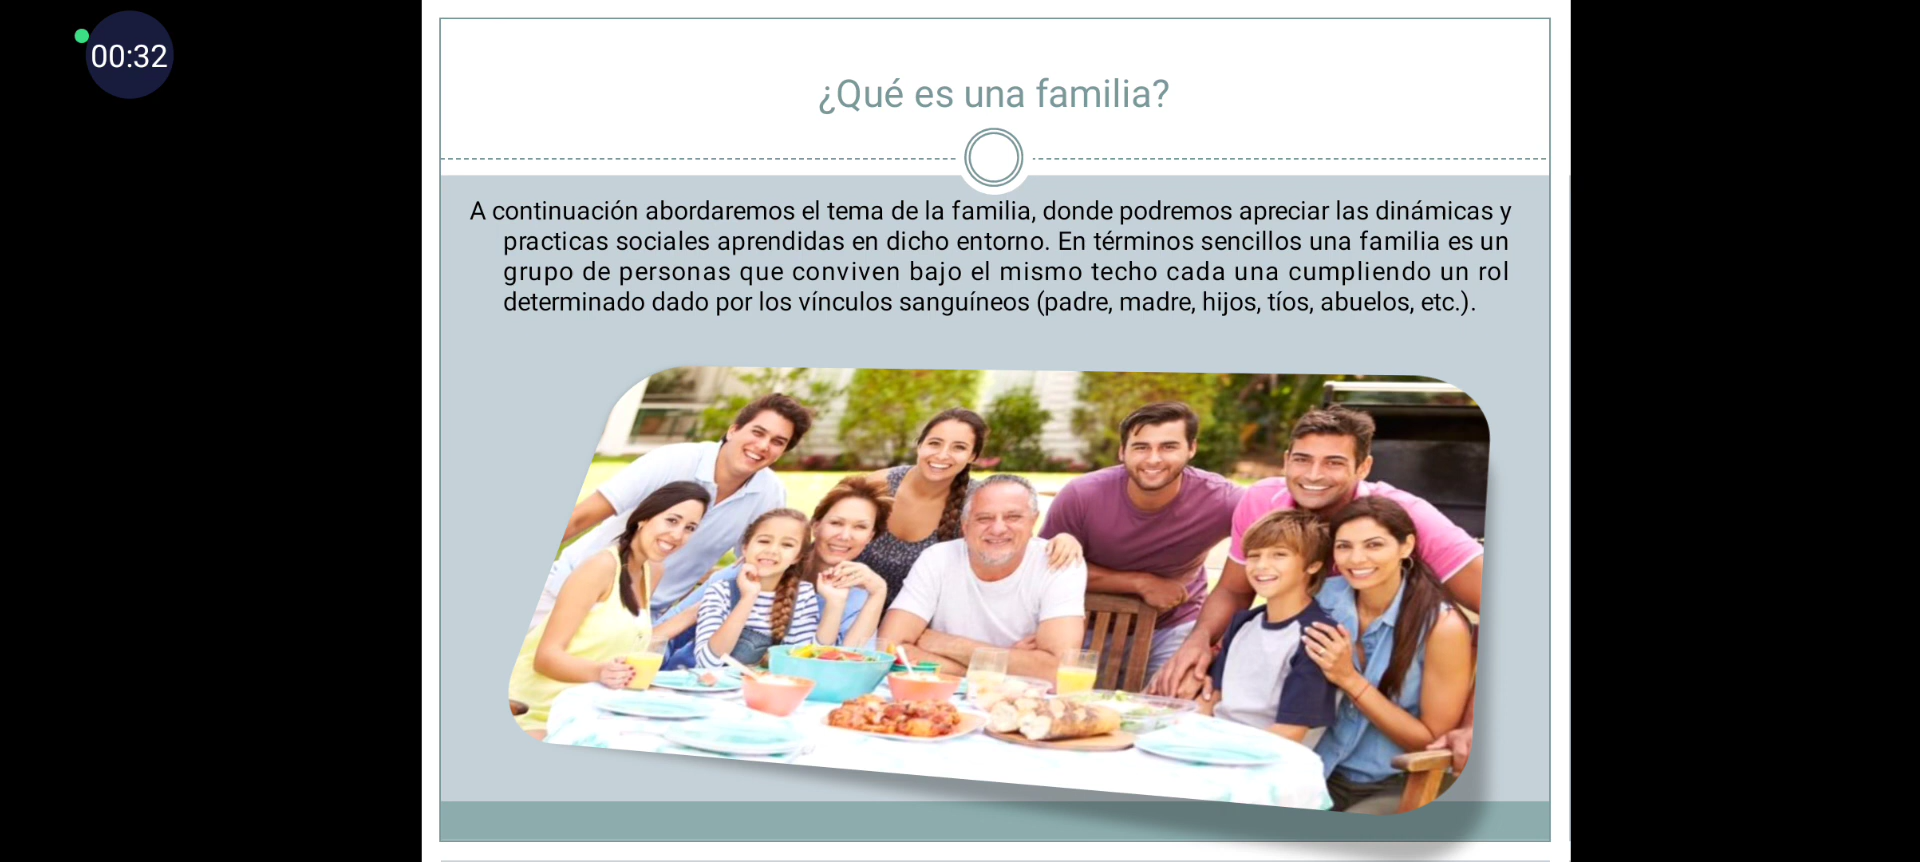 00:32
¿Qué es una familia?
A continuación abordaremos el tema de la familia, donde podremos apreciar las dinámicas y
practicas sociales aprendidas en dicho entorno. En términos sencillos una familia es un
grupo de personas que conviven bajo el mismo techo cada una cumpliendo un rol
determinado dado por los vínculos sanguíneos (padre, madre, hijos, tíos, abuelos, etc.).